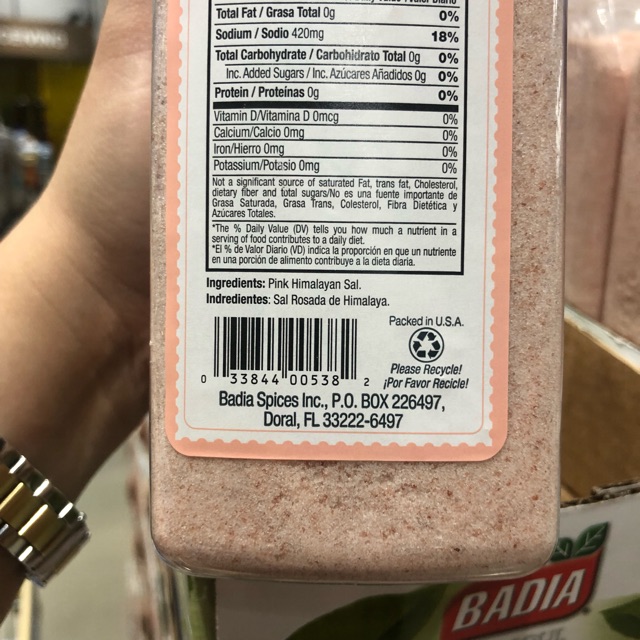 Total Fat / Grasa Total 0g 0%
Sodium / Sodio 420mg 18%
Total Carbohydrate / Carbohidrato Total 0g 0%
Inc. Added Sugars / Inc. Azúcares Añadidos 0g 0%
Protein / Proteínas 0g 0%
Vitamin D/Vitamina D 0mcg 0%
Calcium/Calcio 0mg 0%
Iron/Hierro 0mg 0%
Potassium/Potasio 0mg 0%
Not a significant source of saturated Fat, trans fat, Cholesterol,
dietary fiber and total sugars/No es una fuente importante de
Grasa Saturada, Grasa Trans, Colesterol, Fibra Dietética y
Azúcares Totales.
*The % Daily Value (DV) tells you how much a nutrient in a
serving of food contributes to a daily diet.
*El % de Valor Diario (VD) indica la proporción en que un nutriente
en una porción de alimento contribuye a la dieta diaria.
Ingredients: Pink Himalayan Sal.
Indredientes: Sal Rosada de Himalaya.
Packed in U.S.A.
Please Recycle!
¡Por Favor Recicle!
0 33844 00538 2
Badia Spices Inc., P.O. BOX 226497,
Doral, FL 33222-6497
BADIA